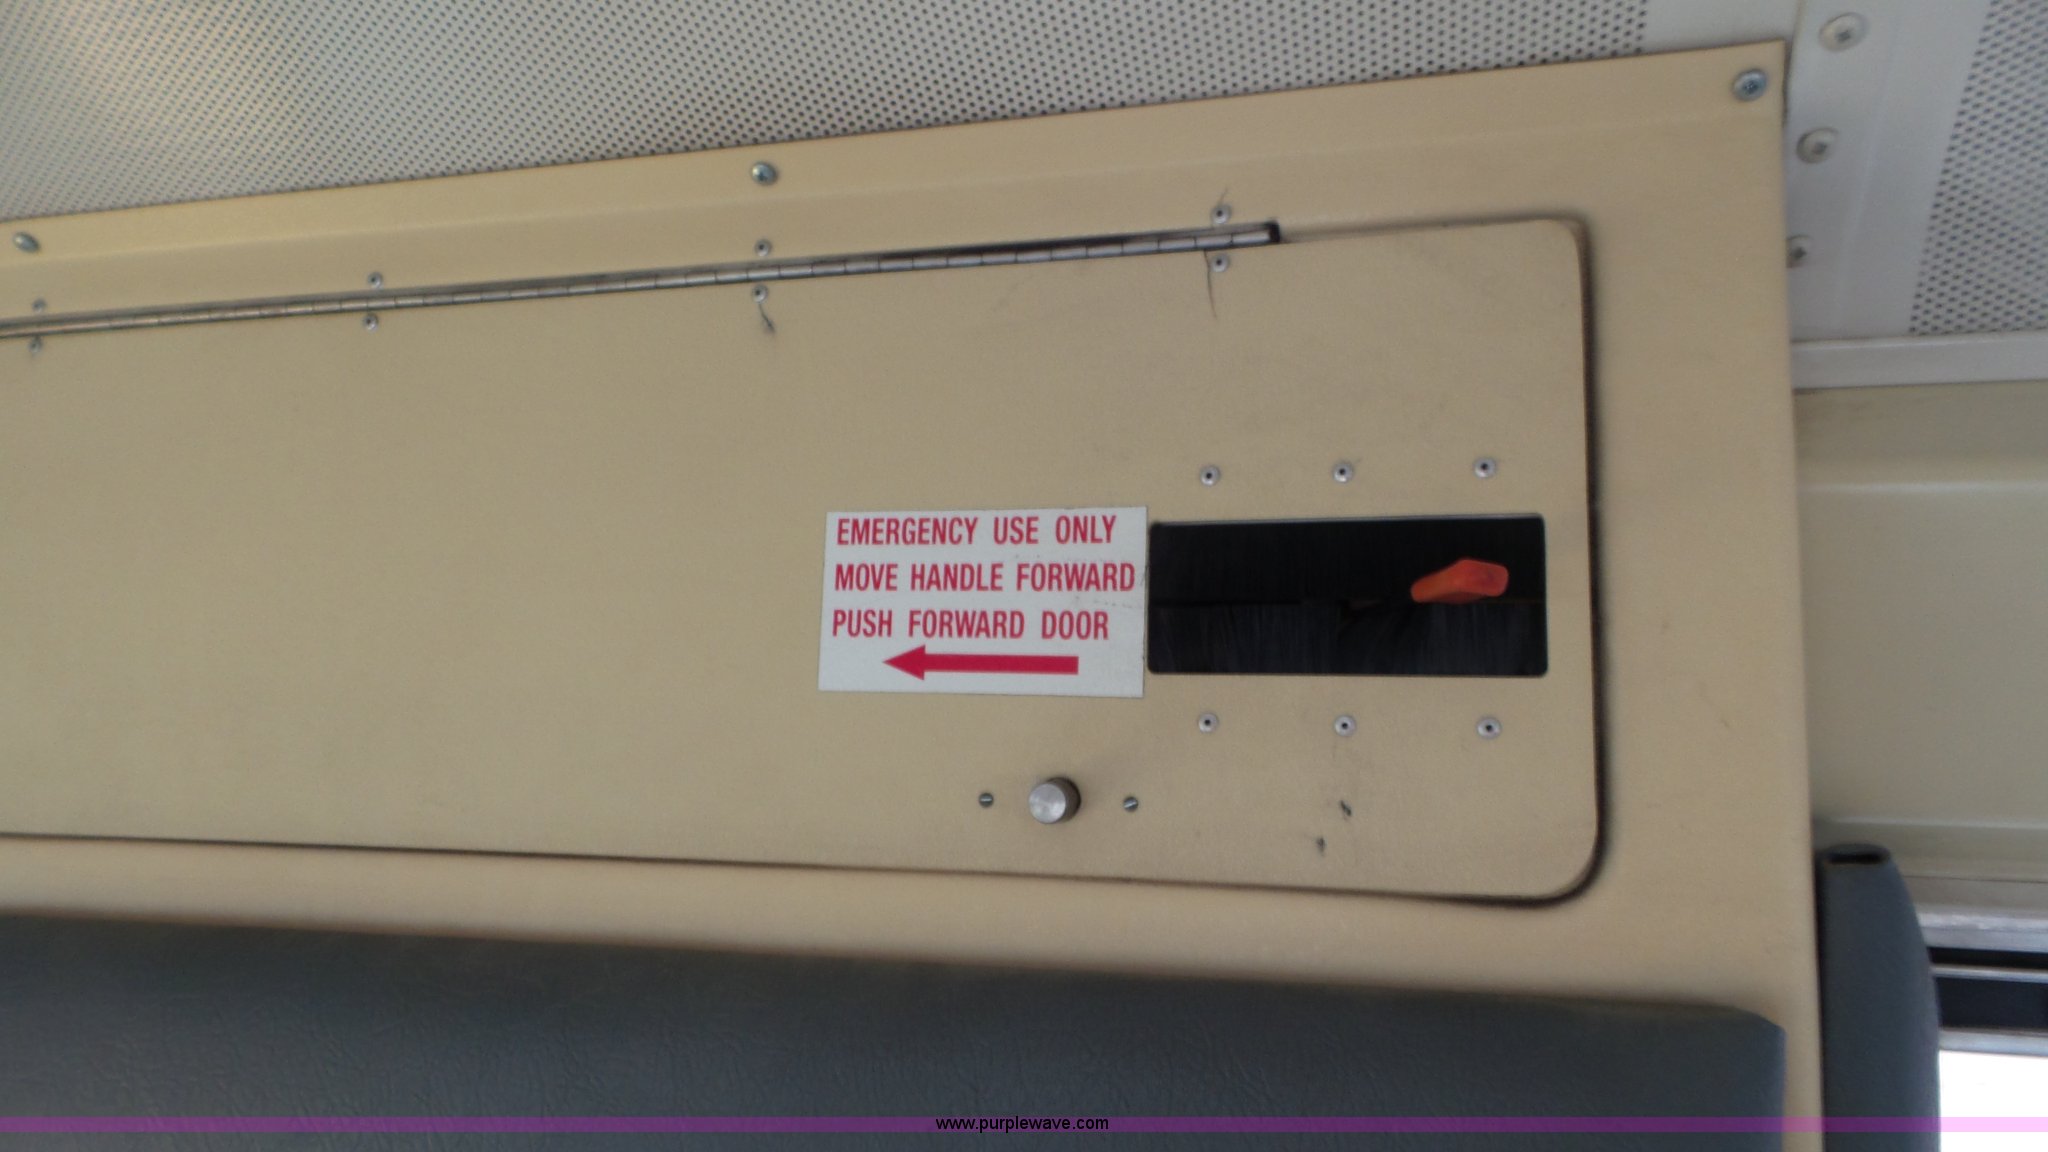 EMERGENCY USE ONLY
MOVE HANDLE FORWARD
PUSH FORWARD DOOR
www.purplewave.com